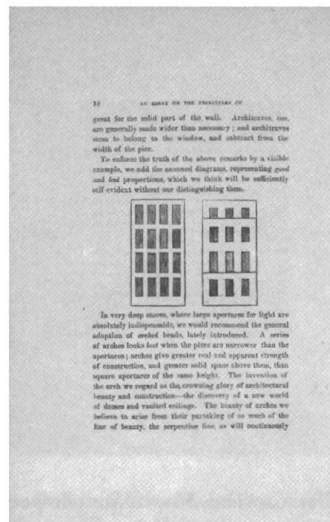 18 AN ESSAY ON THE PRINCIPLES OF
great for the solid part of the wall. Architraves, too,
are generally made wider than necessary; and architraves
seem to belong to the window, and subtract from the
width of the pier.
To enforce the truth of the above remarks by a visible
example, we add the annexed diagrams, representing good
and bad proportions, which we think will be sufficiently
self-evident without our distinguishing them.
In very deep stores, where large apertures for light are
absolutely indispensable, we would recommend the general
adoption of arched heads, lately introduced. A series
of arches looks best when the piers are narrower than the
apertures; arches give greater real and apparent strength
of construction, and greater solid space above them, than
square apertures of the same height. The invention of
the arch we regard as the crowning glory of architectural
beauty and construction—the discovery of a new world
of domes and vaulted ceilings. The beauty of arches we
believe to arise from their partaking of so much of the
line of beauty, the serpentine line, as will continuously